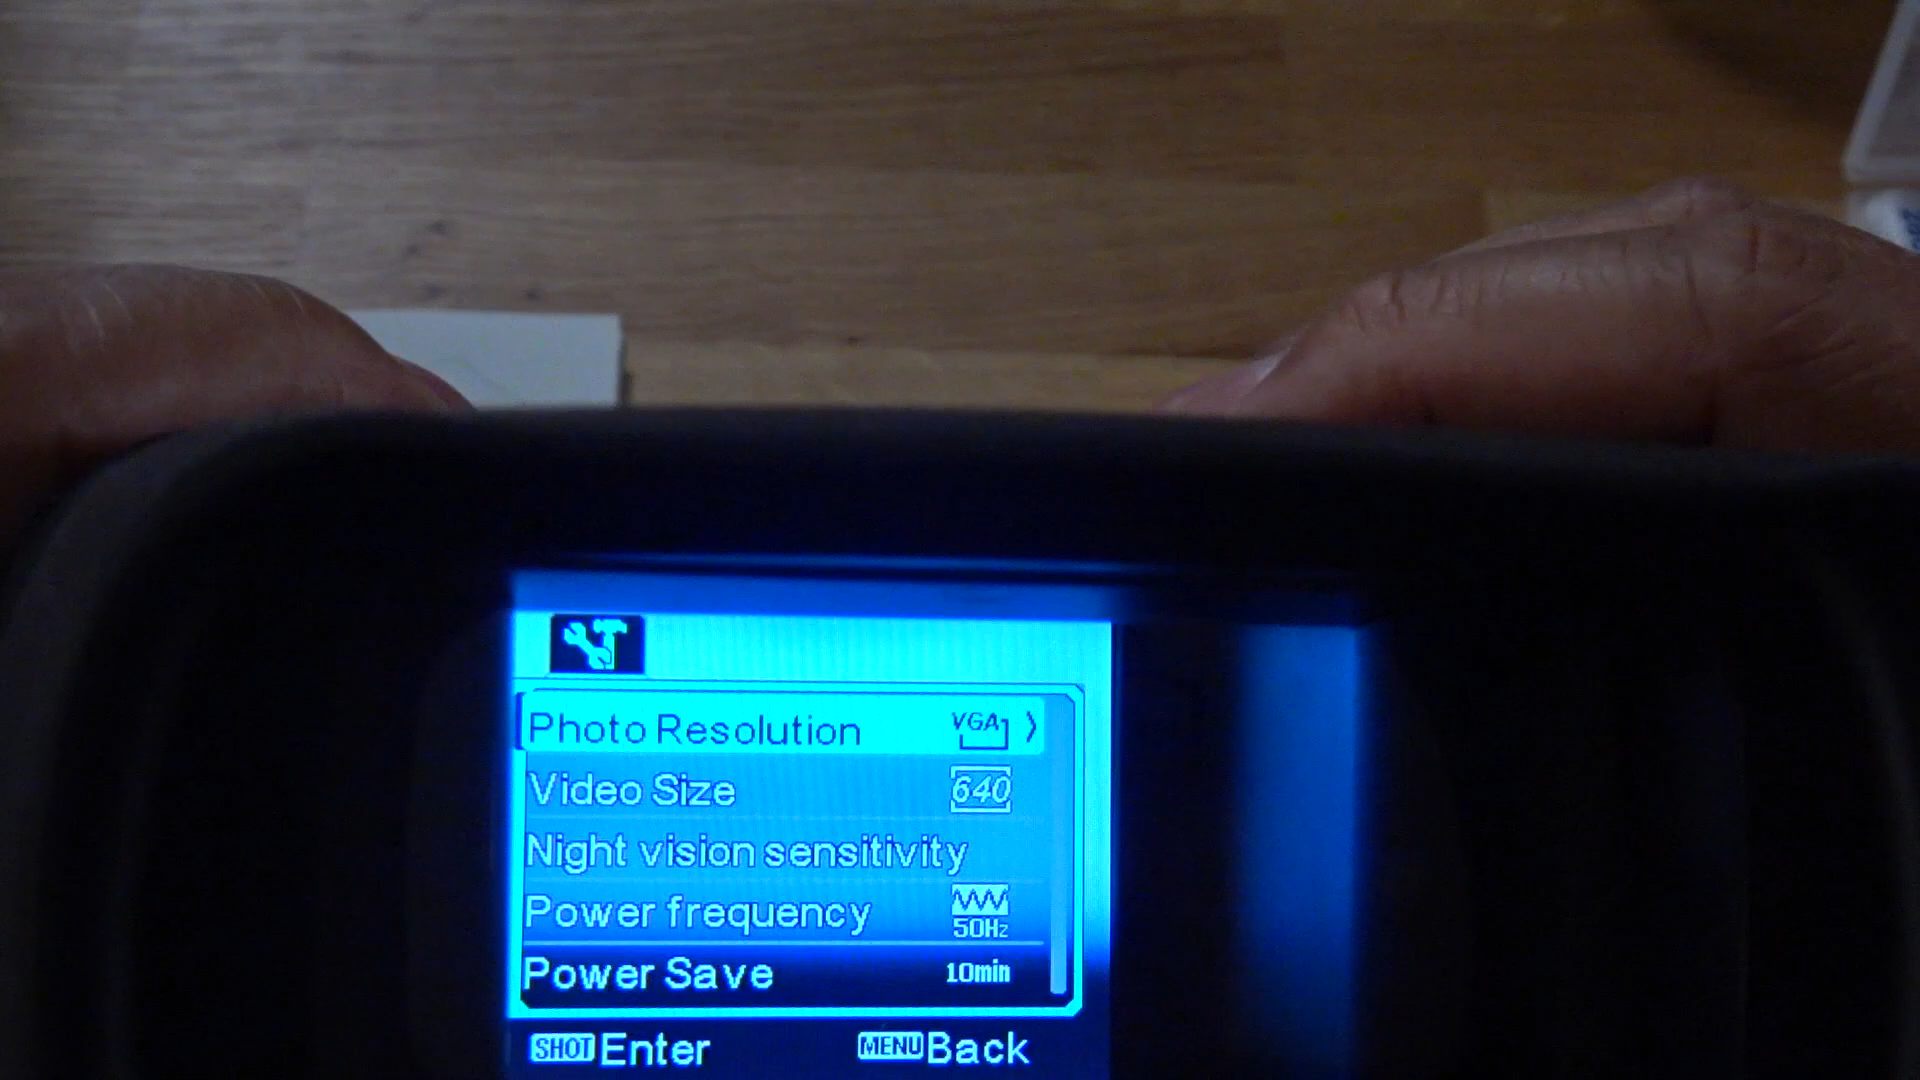 Photo Resolution VGA
Video Size 640
Night vision sensitivity
Power frequency 50Hz
Power Save 10min
SHOT Enter MENU Back